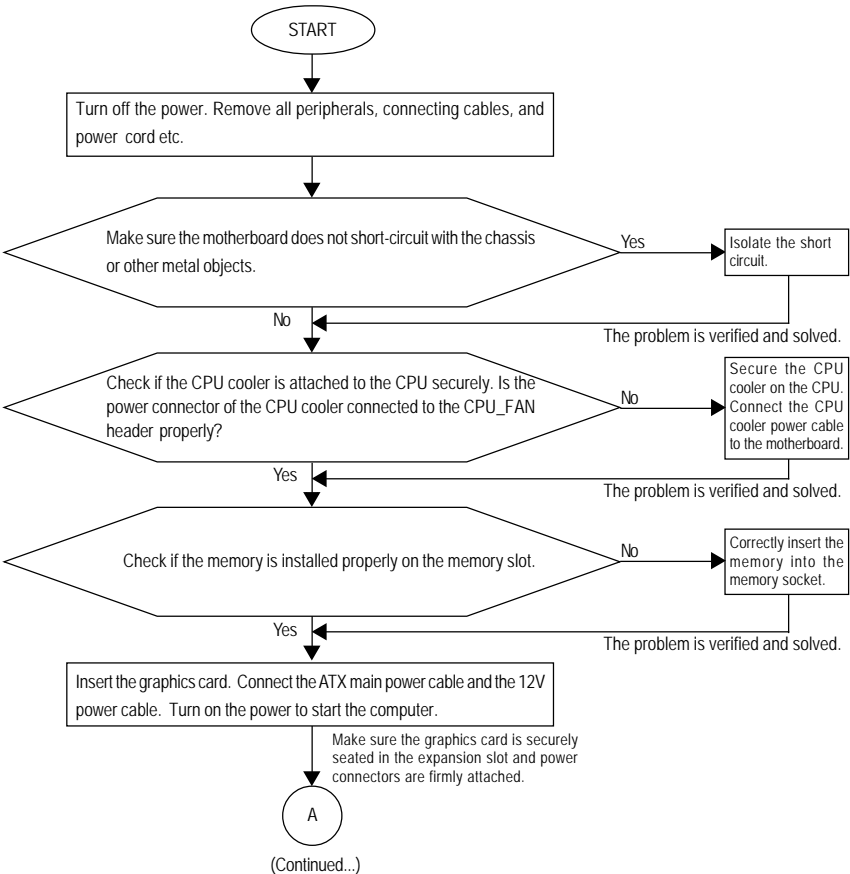 START
Turn off the power. Remove all peripherals, connecting cables, and
power cord etc.
Make sure the motherboard does not short-circuit with the chassis
or other metal objects.
Yes
Isolate the short
circuit.
No
The problem is verified and solved.
Check if the CPU cooler is attached to the CPU securely. Is the
power connector of the CPU cooler connected to the CPU_FAN
header properly?
No
Secure the CPU
cooler on the CPU.
Connect the CPU
cooler power cable
to the motherboard.
Yes
The problem is verified and solved.
Check if the memory is installed properly on the memory slot.
No
Correctly insert the
memory into the
memory socket.
Yes
The problem is verified and solved.
Insert the graphics card. Connect the ATX main power cable and the 12V
power cable. Turn on the power to start the computer.
Make sure the graphics card is securely
seated in the expansion slot and power
connectors are firmly attached.
A
(Continued...)